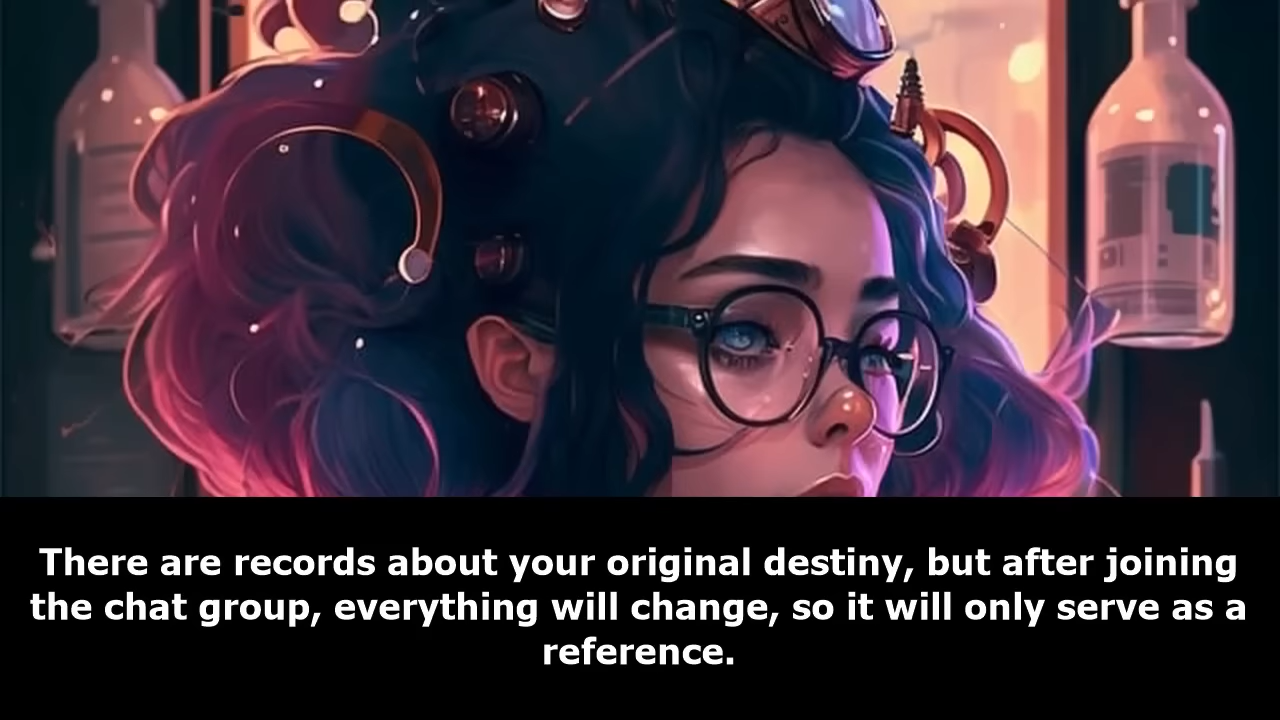 There are records about your original destiny, but after joining
the chat group, everything will change, so it will only serve as a
reference.